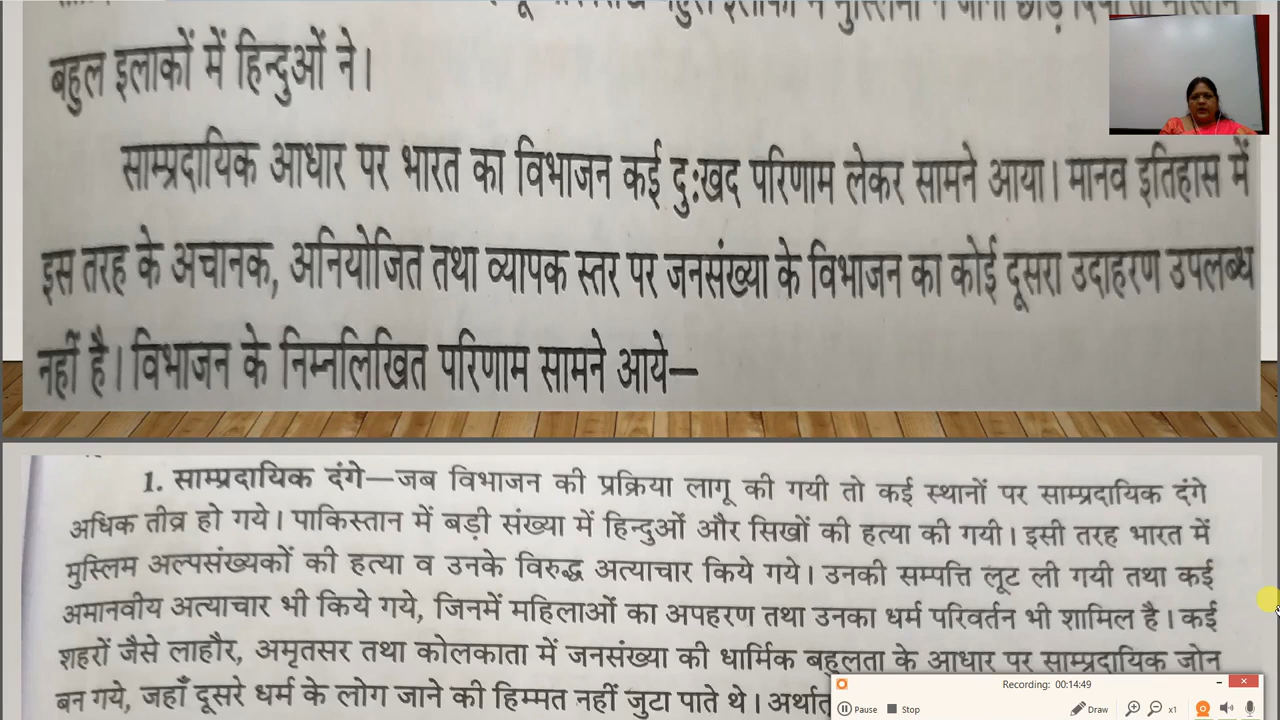 बहुल इलाकों में हिन्दुओं ने।
साम्प्रदायिक आधार पर भारत का विभाजन कई दुःखद परिणाम लेकर सामने आया। मानव इतिहास में
इस तरह के अचानक, अनियोजित तथा व्यापक स्तर पर जनसंख्या के विभाजन का कोई दूसरा उदाहरण उपलब्ध
नहीं है। विभाजन के निम्नलिखित परिणाम सामने आये—
1. साम्प्रदायिक दंगे—जब विभाजन की प्रक्रिया लागू की गयी तो कई स्थानों पर साम्प्रदायिक दंगे
अधिक तीव्र हो गये। पाकिस्तान में बड़ी संख्या में हिन्दुओं और सिखों की हत्या की गयी। इसी तरह भारत में
मुस्लिम अल्पसंख्यकों की हत्या व उनके विरुद्ध अत्याचार किये गये। उनकी सम्पत्ति लूट ली गयी तथा कई
अमानवीय अत्याचार भी किये गये, जिनमें महिलाओं का अपहरण तथा उनका धर्म परिवर्तन भी शामिल है। कई
शहरों जैसे लाहौर, अमृतसर तथा कोलकाता में जनसंख्या की धार्मिक बहुलता के आधार पर साम्प्रदायिक जोन
बन गये, जहाँ दूसरे धर्म के लोग जाने की हिम्मत नहीं जुटा पाते थे। अर्थात
Recording: 00:14:49
Pause Stop Draw x1